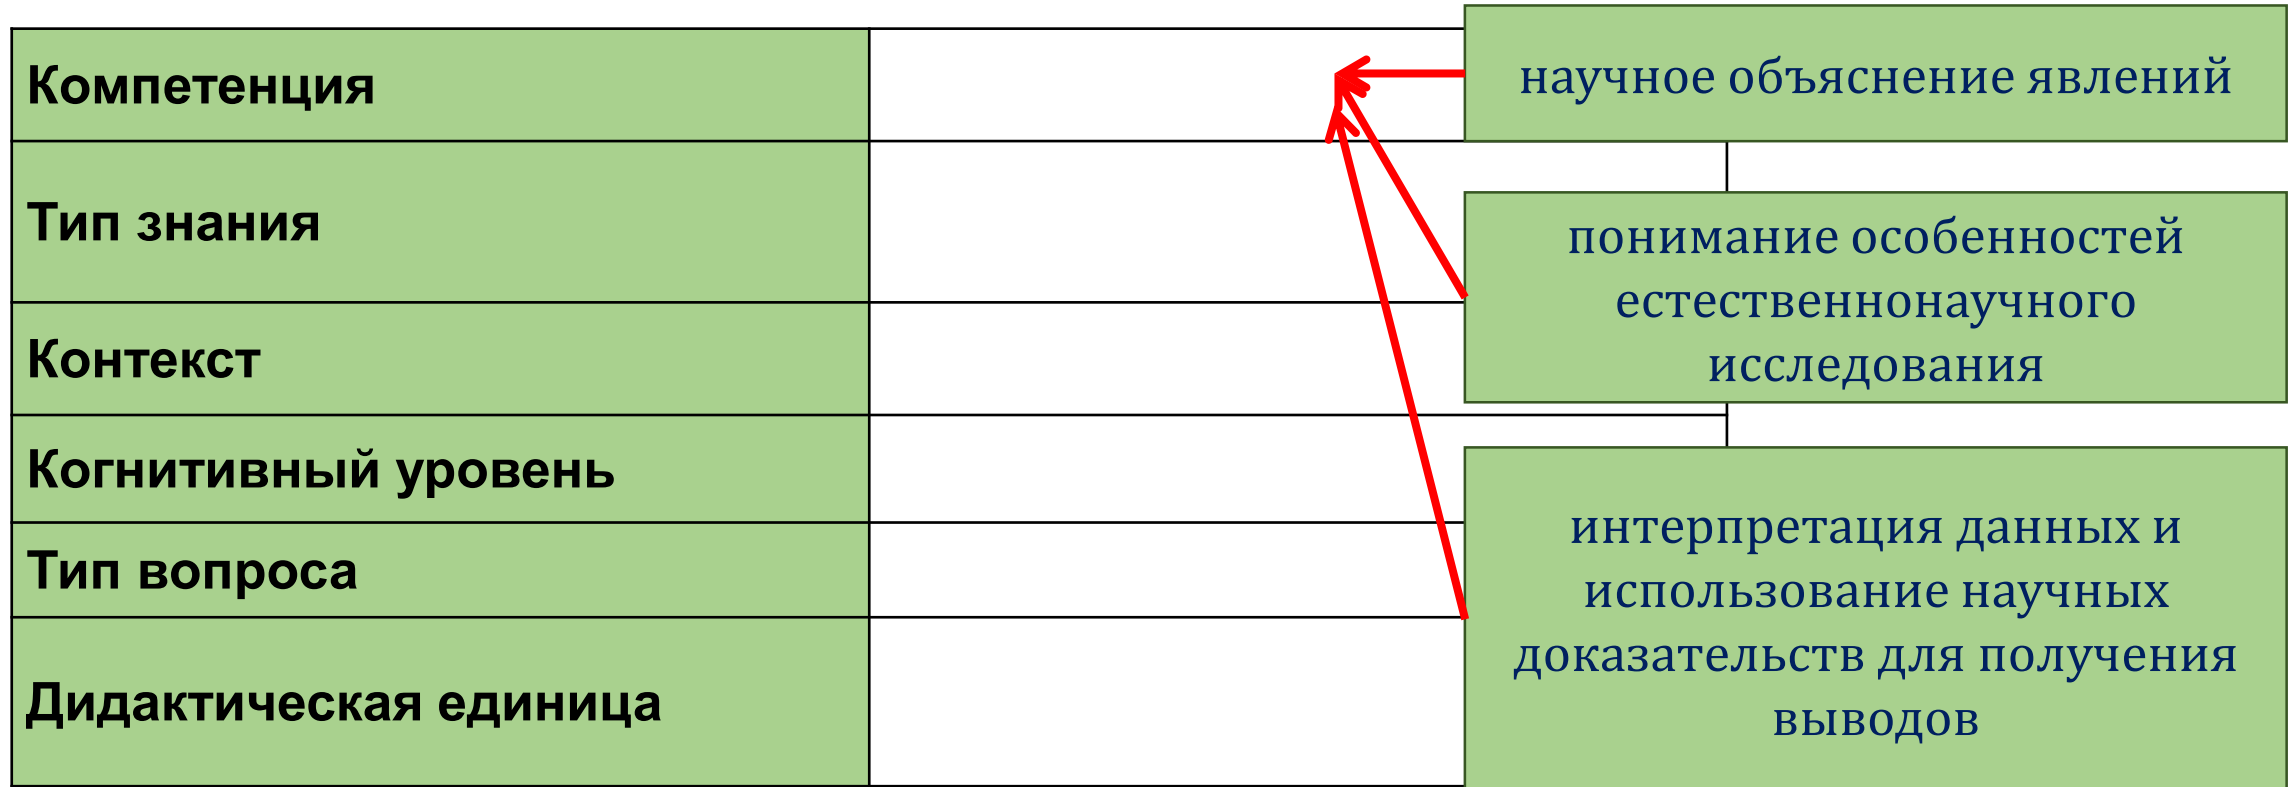 Компетенция
Тип знания
Контекст
Когнитивный уровень
Тип вопроса
Дидактическая единица
научное объяснение явлений
понимание особенностей
естественнонаучного
исследования
интерпретация данных и
использование научных
доказательств для получения
выводов